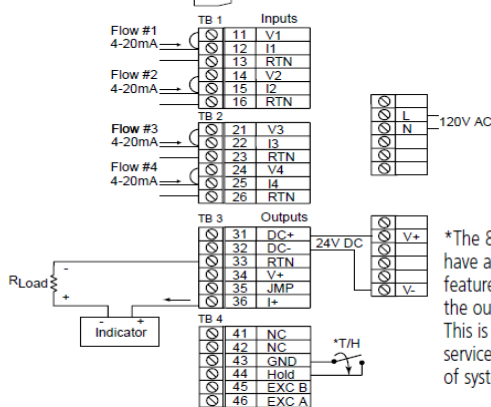 TB 1 Inputs
Flow #1
4-20mA
11 V1
12 I1
13 RTN
Flow #2
4-20mA
14 V2
15 I2
16 RTN
TB 2
Flow #3
4-20mA
21 V3
22 I3
23 RTN
Flow #4
4-20mA
24 V4
25 I4
26 RTN
L
N
120V AC
TB 3 Outputs
31 DC+
32 DC-
33 RTN
34 V+
35 JMP
36 I+
24V DC
V+
V-
RLoad
-
+
- +
Indicator
TB 4
41 NC
42 NC
43 GND
44 Hold
45 EXC B
46 EXC A
*T/H
*The 8
have a
feature
the ou
This is
service
of syst